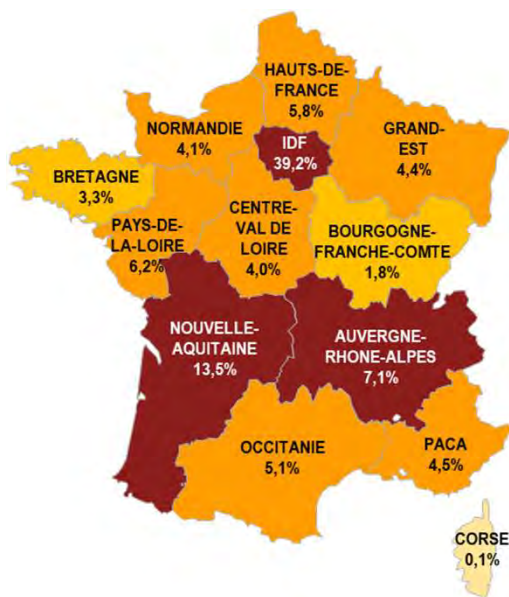 HAUTS-DE-
FRANCE
5,8%
NORMANDIE
4,1%
IDF
39,2%
GRAND-
EST
4,4%
BRETAGNE
3,3%
PAYS-DE-
LA-LOIRE
6,2%
CENTRE-
VAL DE
LOIRE
4,0%
BOURGOGNE-
FRANCHE-COMTE
1,8%
NOUVELLE-
AQUITAINE
13,5%
AUVERGNE-
RHONE-ALPES
7,1%
OCCITANIE
5,1%
PACA
4,5%
CORSE
0,1%